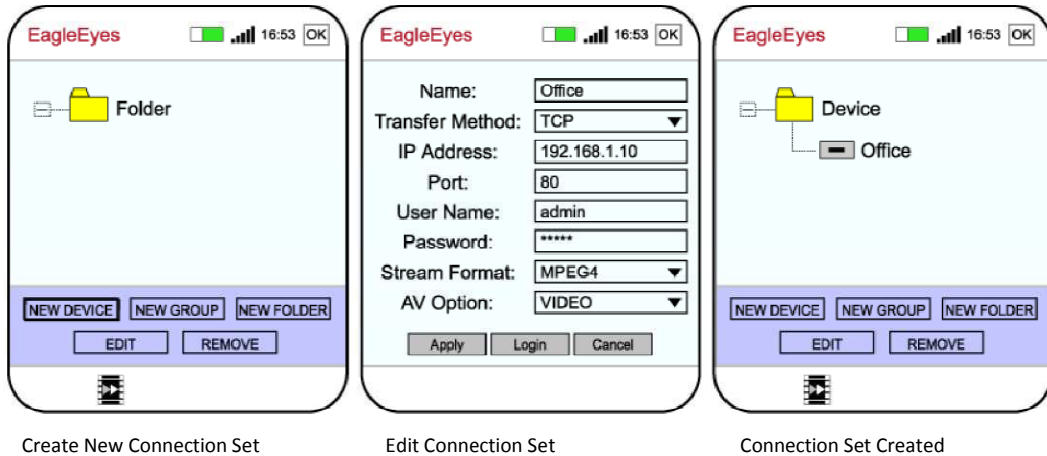 EagleEyes 16:53 OK
Folder
NEW DEVICE NEW GROUP NEW FOLDER
EDIT REMOVE
Create New Connection Set
EagleEyes 16:53 OK
Name: Office
Transfer Method: TCP
IP Address: 192.168.1.10
Port: 80
User Name: admin
Password: *****
Stream Format: MPEG4
AV Option: VIDEO
Apply Login Cancel
Edit Connection Set
EagleEyes 16:53 OK
Device
Office
NEW DEVICE NEW GROUP NEW FOLDER
EDIT REMOVE
Connection Set Created